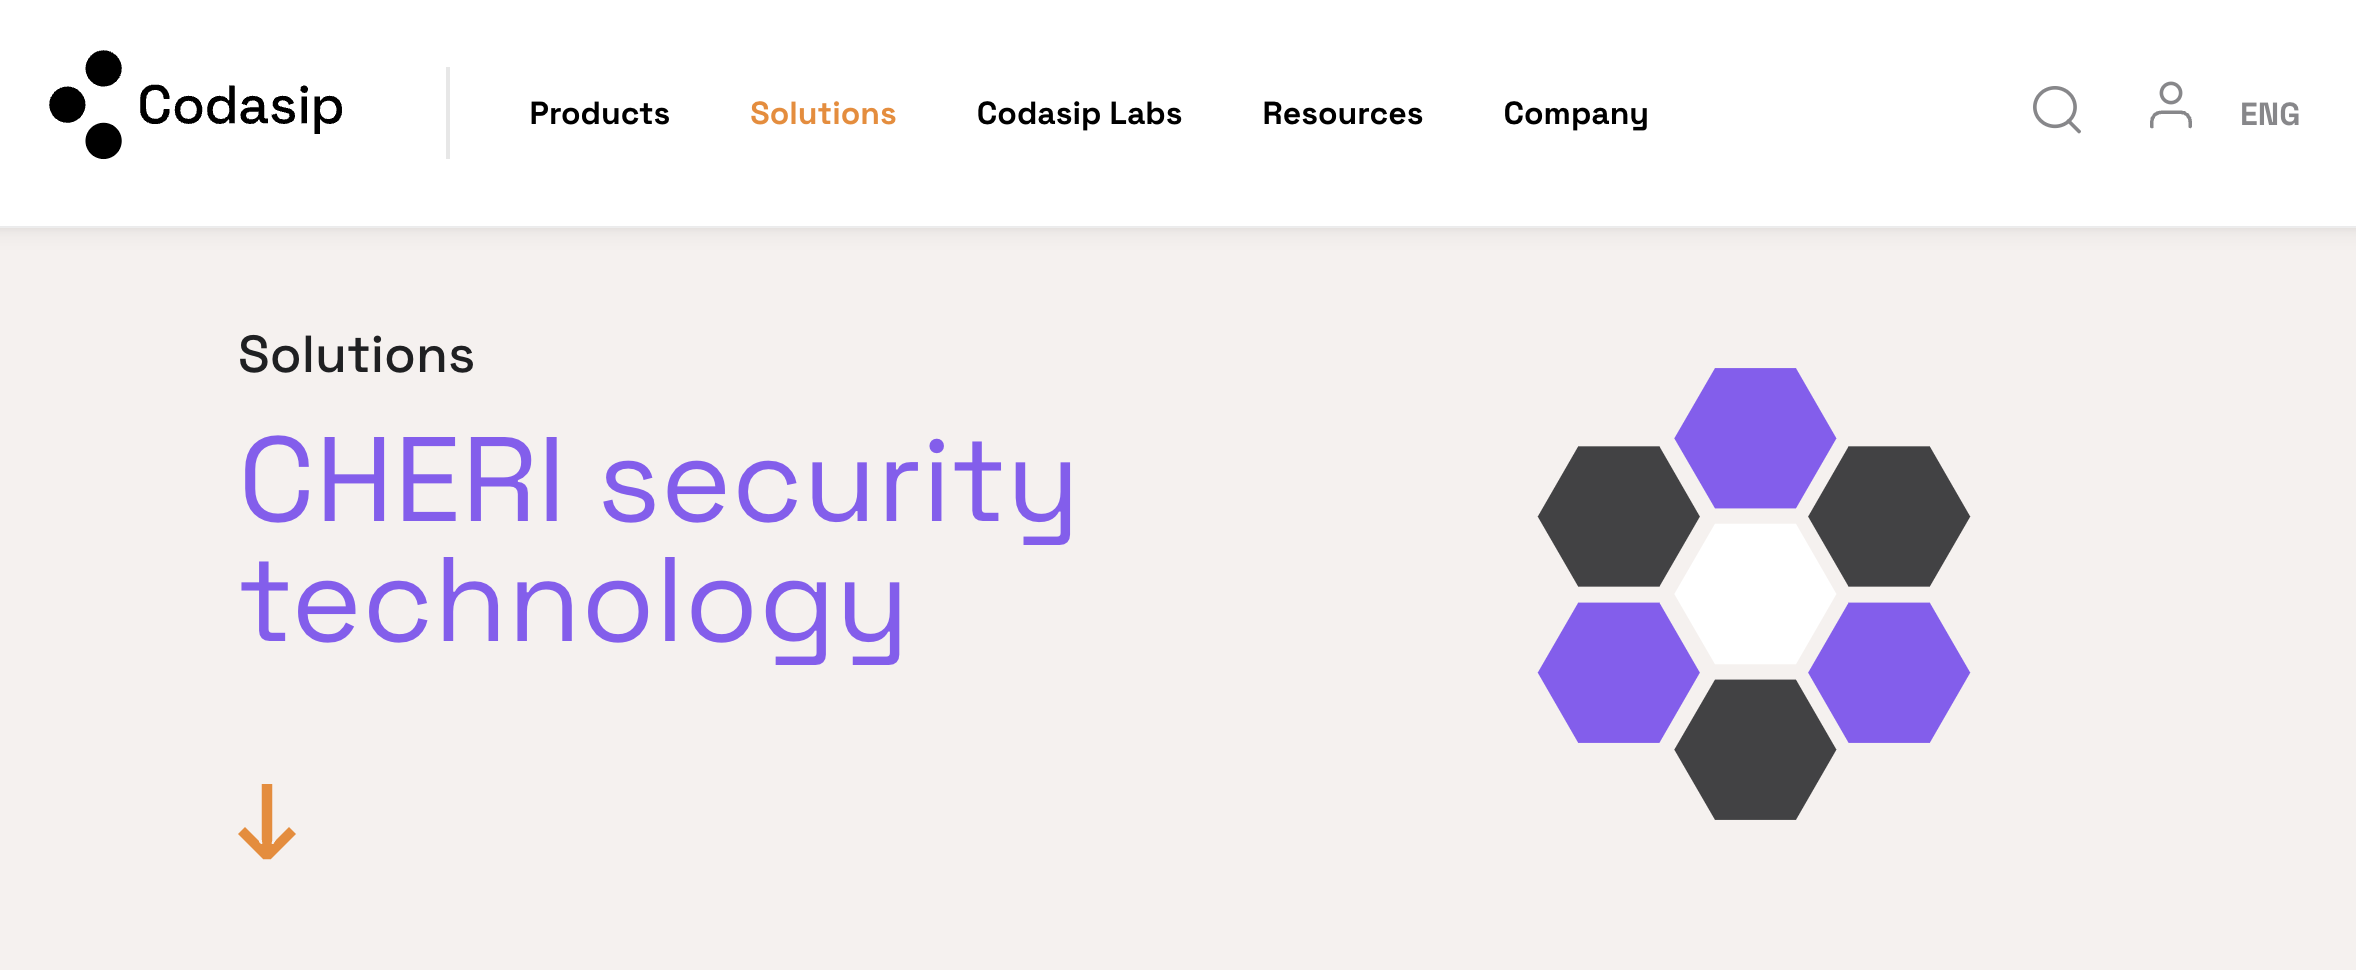 Codasip
Products Solutions Codasip Labs Resources Company ENG
Solutions
CHERI security
technology